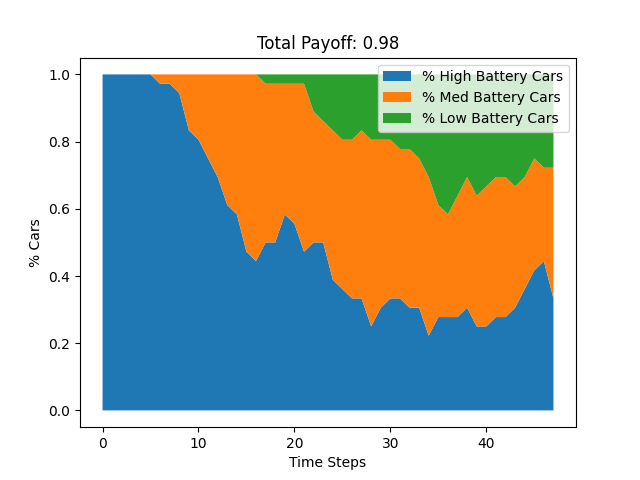 Total Payoff: 0.98
% High Battery Cars
% Med Battery Cars
% Low Battery Cars
1.0
0.8
0.6
0.4
0.2
0.0
% Cars
0 10 20 30 40
Time Steps